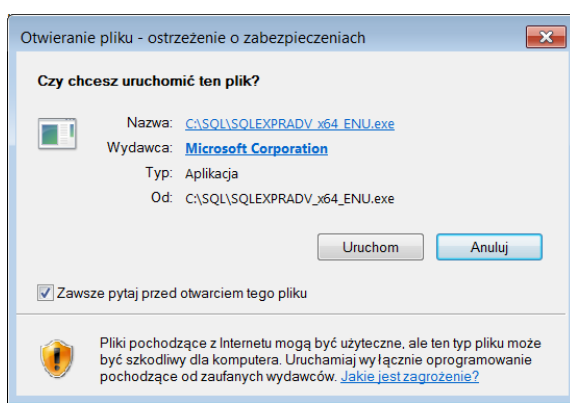 Otwieranie pliku - ostrzeżenie o zabezpieczeniach
Czy chcesz uruchomić ten plik?
Nazwa: C:\SQL\SQLEXPRADV_x64_ENU.exe
Wydawca: Microsoft Corporation
Typ: Aplikacja
Od: C:\SQL\SQLEXPRADV_x64_ENU.exe
Uruchom Anuluj
Zawsze pytaj przed otwarciem tego pliku
Pliki pochodzące z Internetu mogą być użyteczne, ale ten typ pliku może
być szkodliwy dla komputera. Uruchamiaj wyłącznie oprogramowanie
pochodzące od zaufanych wydawców. Jakie jest zagrożenie?